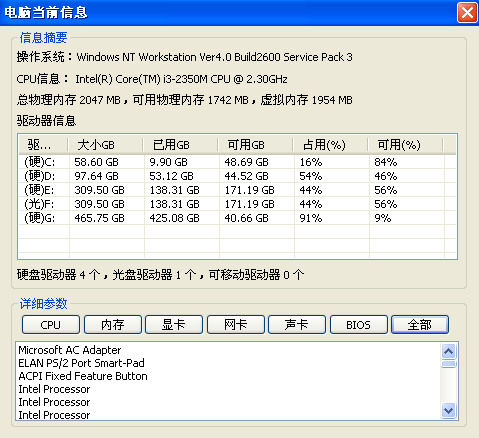 电脑当前信息
信息摘要
操作系统：Windows NT Workstation Ver4.0 Build2600 Service Pack 3
CPU信息： Intel(R) Core(TM) i3-2350M CPU @ 2.30GHz
总物理内存 2047 MB，可用物理内存 1742 MB，虚拟内存 1954 MB
驱动器信息
驱... 大小GB 已用GB 可用GB 占用(%) 可用(%)
(硬)C: 58.60 GB 9.90 GB 48.69 GB 16% 84%
(硬)D: 97.64 GB 53.12 GB 44.52 GB 54% 46%
(硬)E: 309.50 GB 138.31 GB 171.19 GB 44% 56%
(光)F: 309.50 GB 138.31 GB 171.19 GB 44% 56%
(硬)G: 465.75 GB 425.08 GB 40.66 GB 91% 9%
硬盘驱动器 4 个，光盘驱动器 1 个，可移动驱动器 0 个
详细参数
CPU 内存 显卡 网卡 声卡 BIOS 全部
Microsoft AC Adapter
ELAN PS/2 Port Smart-Pad
ACPI Fixed Feature Button
Intel Processor
Intel Processor
Intel Processor